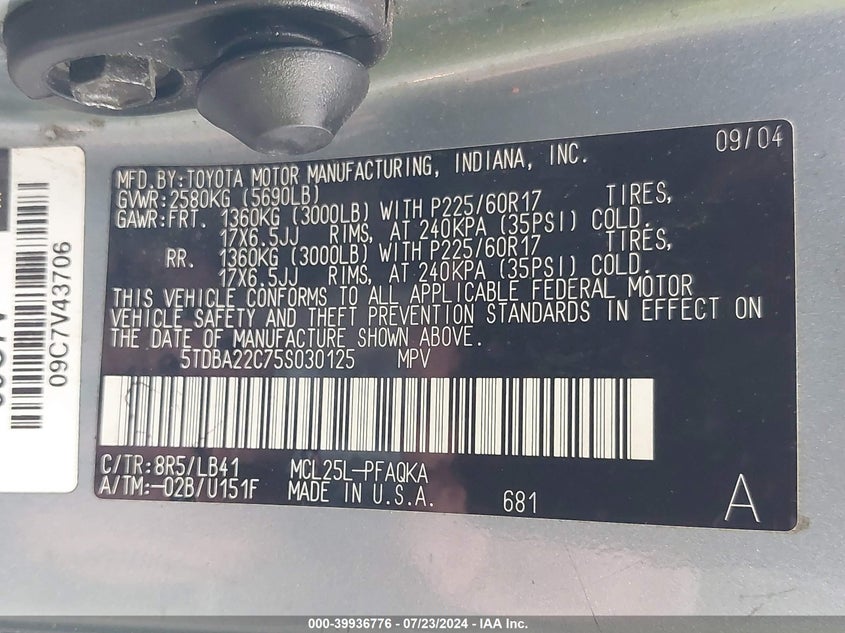 09/04
MFD.BY:TOYOTA MOTOR MANUFACTURING, INDIANA, INC.
GVWR:2580KG (5690LB)
GAWR:FRT. 1360KG (3000LB) WITH P225/60R17 TIRES,
17X6.5JJ RIMS, AT 240KPA (35PSI) COLD.
RR. 1360KG (3000LB) WITH P225/60R17 TIRES,
17X6.5JJ RIMS, AT 240KPA (35PSI) COLD.
THIS VEHICLE CONFORMS TO ALL APPLICABLE FEDERAL MOTOR
VEHICLE SAFETY AND THEFT PREVENTION STANDARDS IN EFFECT ON
THE DATE OF MANUFACTURE SHOWN ABOVE.
5TDBA22C75S030125 MPV
C/TR:8R5/LB41 MCL25L-PFAQKA
A/TM:-02B/U151F MADE IN U.S.A. 681 A
09C7V43706
000-39936776 - 07/23/2024 - IAA Inc.